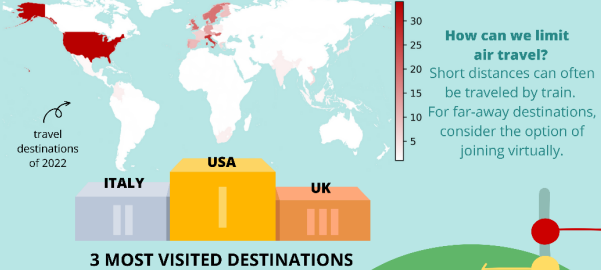 How can we limit
air travel?
Short distances can often
be traveled by train.
For far-away destinations,
consider the option of
joining virtually.
30
25
20
15
10
5
travel
destinations
of 2022
USA
ITALY
UK
I
II
III
3 MOST VISITED DESTINATIONS